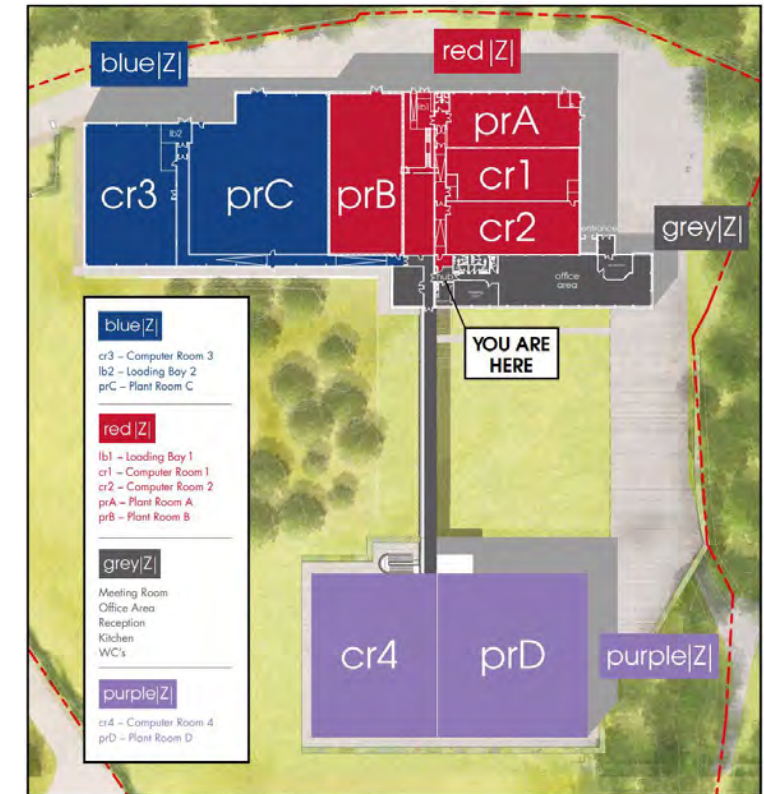 blue|Z|
red|Z|
lb2
lb1
prA
cr3
prC
prB
cr1
cr2
entrance
grey|Z|
hub
office
area
YOU ARE
HERE
blue|Z|
cr3 – Computer Room 3
lb2 – Loading Bay 2
prC – Plant Room C
red|Z|
lb1 – Loading Bay 1
cr1 – Computer Room 1
cr2 – Computer Room 2
prA – Plant Room A
prB – Plant Room B
grey|Z|
Meeting Room
Office Area
Reception
Kitchen
WC's
purple|Z|
cr4 – Computer Room 4
prD – Plant Room D
cr4
prD
purple|Z|